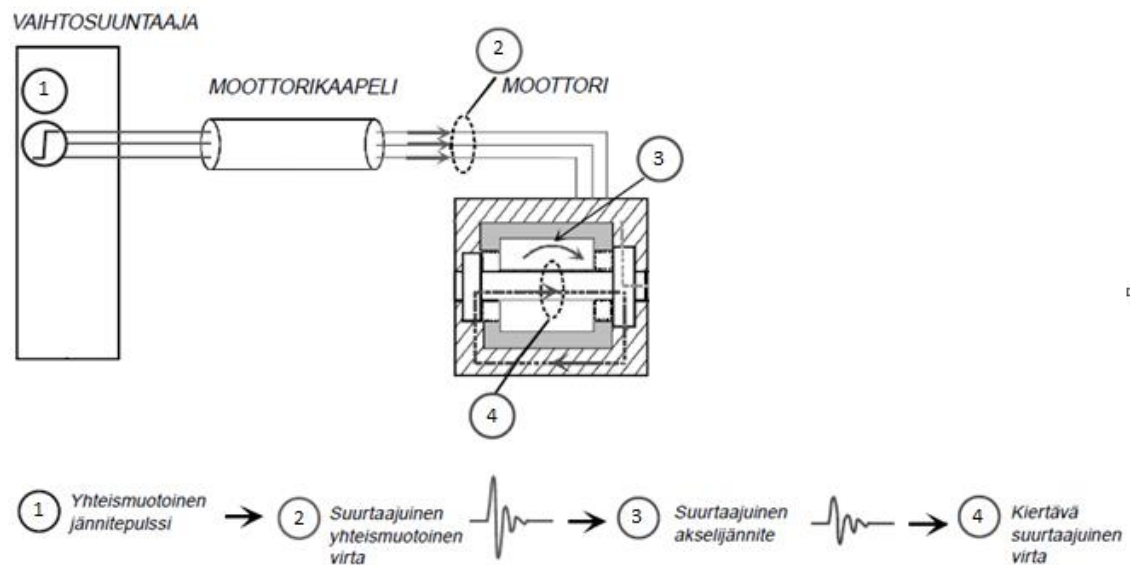 VAIHTOSUUNTAAJA
1
2
MOOTTORIKAAPELI
MOOTTORI
3
4
1
Yhteismuotoinen
jännitepulssi
2
Suurtaajuinen
yhteismuotoinen
virta
3
Suurtaajuinen
akselijännite
4
Kiertävä
suurtaajuinen
virta